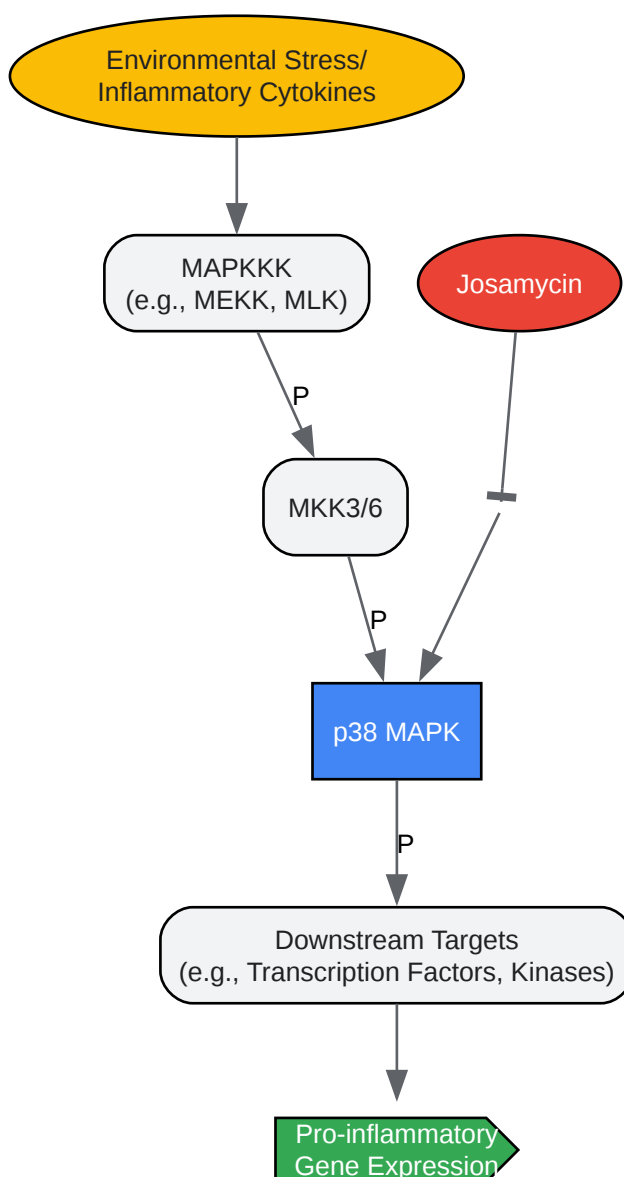 Environmental Stress/
Inflammatory Cytokines
MAPKKK
(e.g., MEKK, MLK)
Josamycin
P
MKK3/6
P
p38 MAPK
P
Downstream Targets
(e.g., Transcription Factors, Kinases)
Pro-inflammatory
Gene Expression